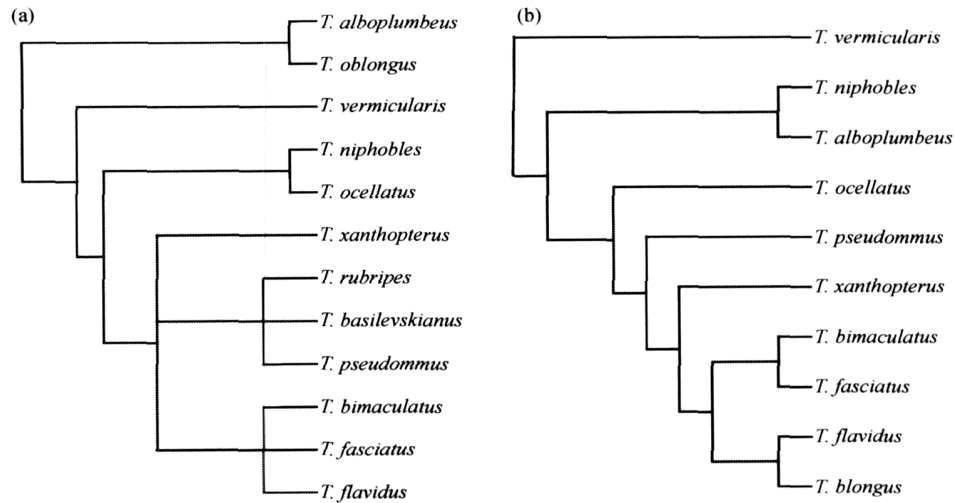 (a)
T. alboplumbeus
T. oblongus
T. vermicularis
T. niphobles
T. ocellatus
T. xanthopterus
T. rubripes
T. basilevskianus
T. pseudommus
T. bimaculatus
T. fasciatus
T. flavidus
(b)
T. vermicularis
T. niphobles
T. alboplumbeus
T. ocellatus
T. pseudommus
T. xanthopterus
T. bimaculatus
T. fasciatus
T. flavidus
T. blongus